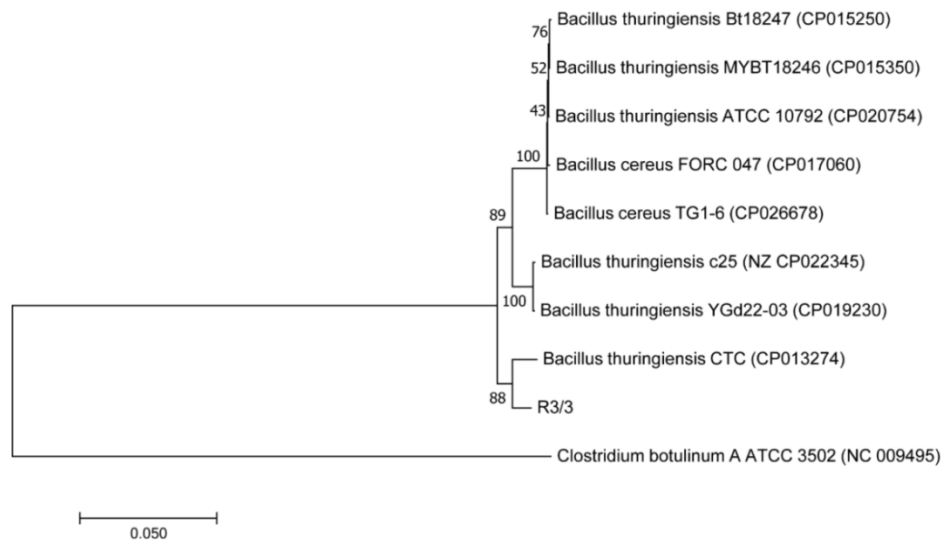 Bacillus thuringiensis Bt18247 (CP015250)
76
52
Bacillus thuringiensis MYBT18246 (CP015350)
43
Bacillus thuringiensis ATCC 10792 (CP020754)
100
Bacillus cereus FORC 047 (CP017060)
89
Bacillus cereus TG1-6 (CP026678)
Bacillus thuringiensis c25 (NZ CP022345)
100
Bacillus thuringiensis YGd22-03 (CP019230)
Bacillus thuringiensis CTC (CP013274)
88
R3/3
Clostridium botulinum A ATCC 3502 (NC 009495)
0.050